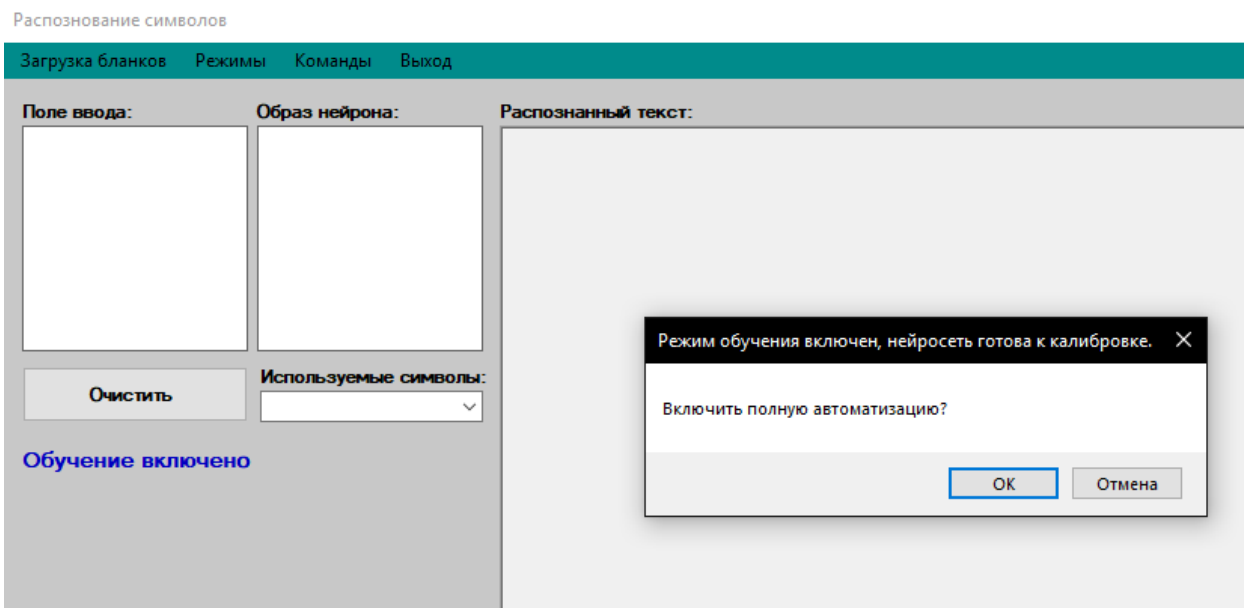 Распознование символов
Загрузка бланков Режимы Команды Выход
Поле ввода: Образ нейрона: Распознанный текст:
Режим обучения включен, нейросеть готова к калибровке.
Включить полную автоматизацию?
ОК Отмена
Очистить
Используемые символы:
Обучение включено